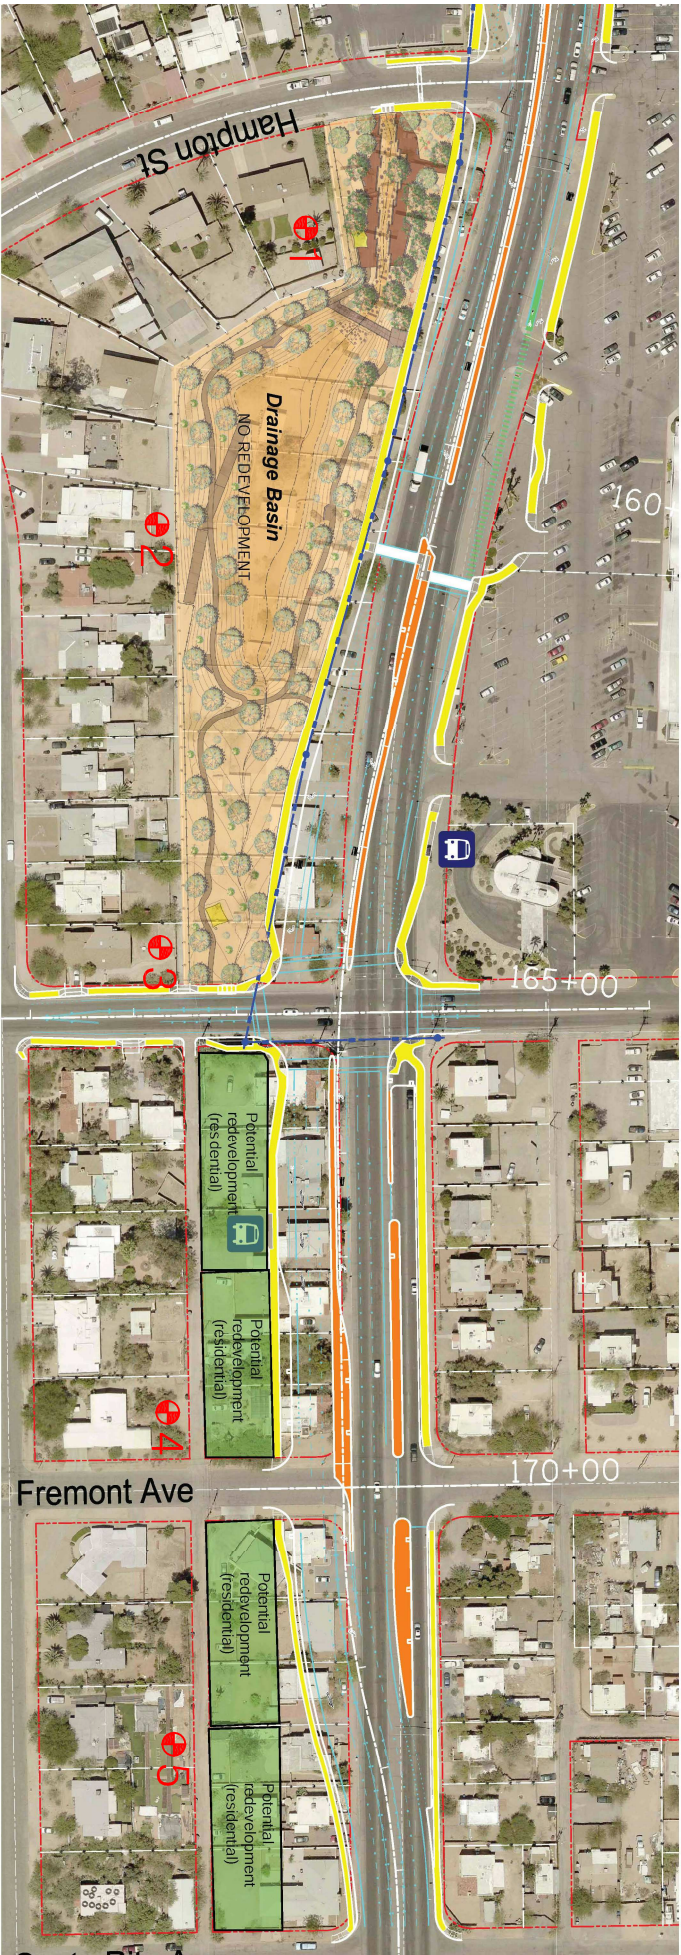 Hampton St
1
Drainage Basin
NO REDEVELOPMENT
160
2
3
165+00
Potential
redevelopment
(residential)
Potential
redevelopment
(residential)
4
Fremont Ave
170+00
Potential
redevelopment
(residential)
5
Potential
redevelopment
(residential)